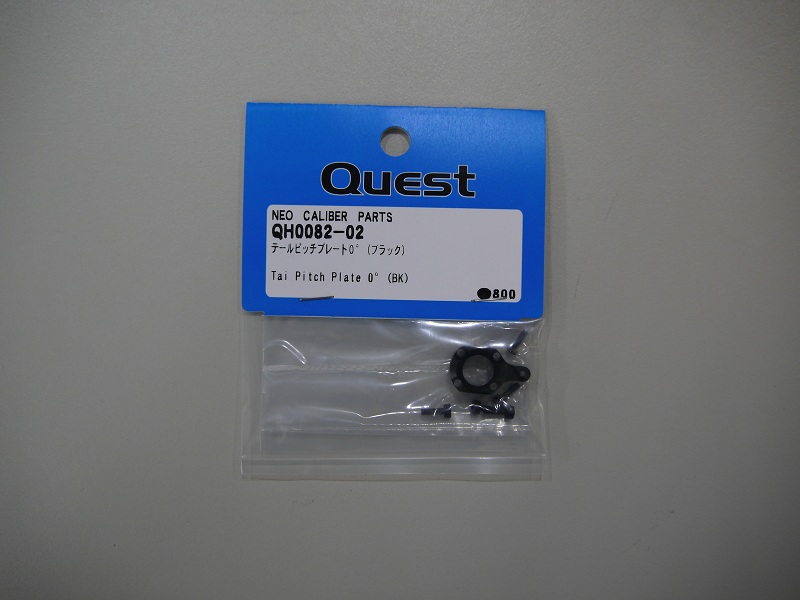 Quest
NEO CALIBER PARTS
QH0082-02
テールピッチプレート0°(ブラック)
Tai Pitch Plate 0°(BK)
●800